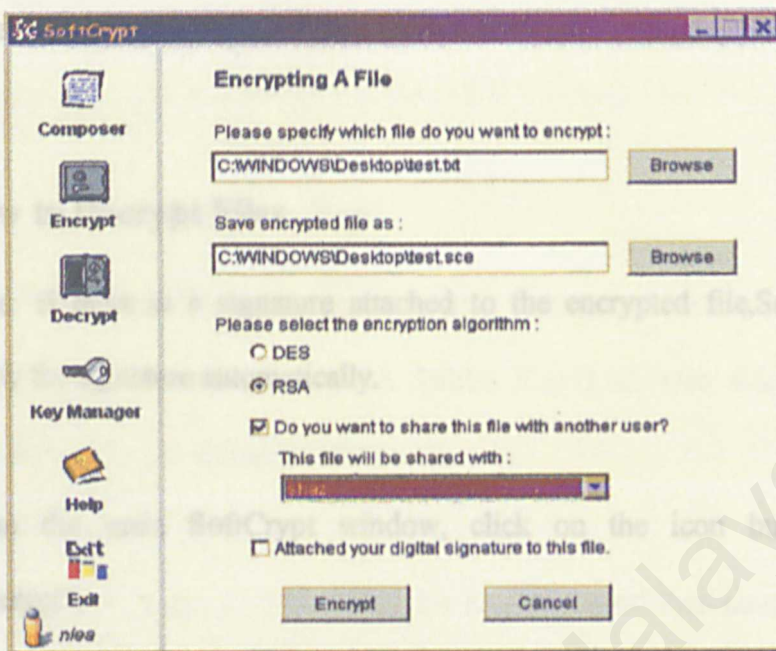 SoftCrypt
Composer
Encrypt
Decrypt
Key Manager
Help
Exit
Exit
niea
Encrypting A File
Please specify which file do you want to encrypt :
C:\WINDOWS\Desktop\test.txt
Browse
Save encrypted file as :
C:\WINDOWS\Desktop\test.sce
Browse
Please select the encryption algorithm :
DES
RSA
Do you want to share this file with another user?
This file will be shared with :
Attached your digital signature to this file.
Encrypt
Cancel
a signature attached to the encrypted file,
automatically.
the main SoftCrypt window, click on the icon